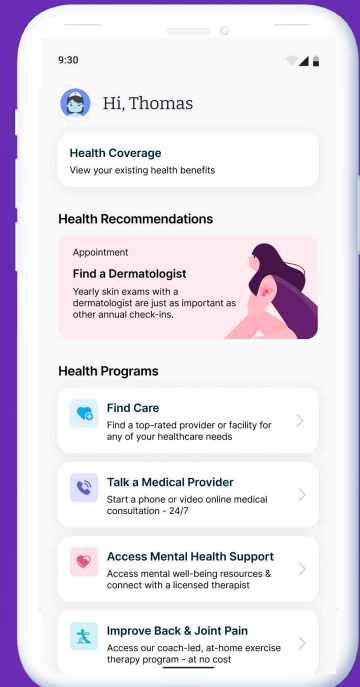 9:30
Hi, Thomas
Health Coverage
View your existing health benefits
Health Recommendations
Appointment
Find a Dermatologist
Yearly skin exams with a
dermatologist are just as important as
other annual check-ins.
Health Programs
Find Care
Find a top-rated provider or facility for
any of your healthcare needs
Talk a Medical Provider
Start a phone or video online medical
consultation - 24/7
Access Mental Health Support
Access mental well-being resources &
connect with a licensed therapist
Improve Back & Joint Pain
Access our coach-led, at-home exercise
therapy program - at no cost